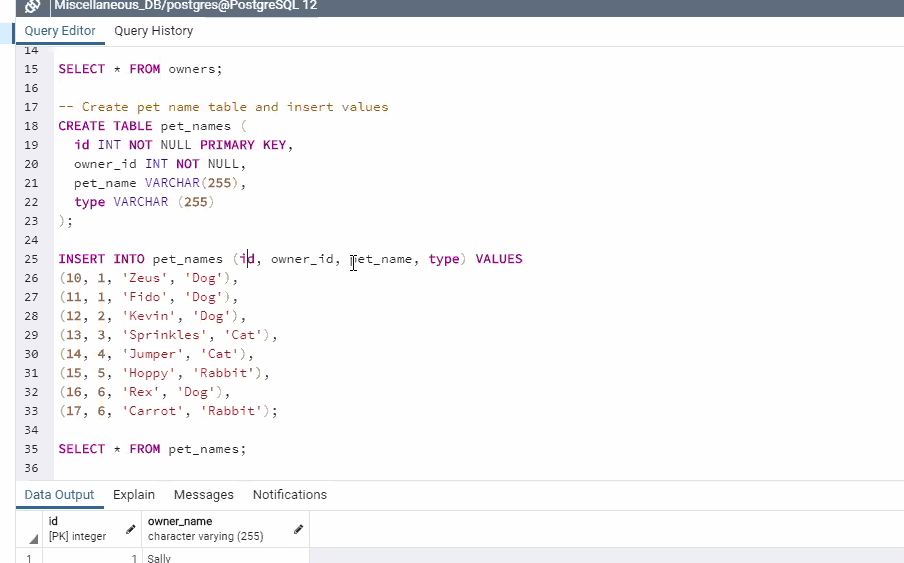 Miscellaneous_DB/postgres@PostgreSQL 12
Query Editor Query History
14
15 SELECT * FROM owners;
16
17 -- Create pet name table and insert values
18 CREATE TABLE pet_names (
19 id INT NOT NULL PRIMARY KEY,
20 owner_id INT NOT NULL,
21 pet_name VARCHAR(255),
22 type VARCHAR (255)
23 );
24
25 INSERT INTO pet_names (id, owner_id, pet_name, type) VALUES
26 (10, 1, 'Zeus', 'Dog'),
27 (11, 1, 'Fido', 'Dog'),
28 (12, 2, 'Kevin', 'Dog'),
29 (13, 3, 'Sprinkles', 'Cat'),
30 (14, 4, 'Jumper', 'Cat'),
31 (15, 5, 'Hoppy', 'Rabbit'),
32 (16, 6, 'Rex', 'Dog'),
33 (17, 6, 'Carrot', 'Rabbit');
34
35 SELECT * FROM pet_names;
36
Data Output Explain Messages Notifications
id owner_name
[PK] integer character varying (255)
1 1 Sally